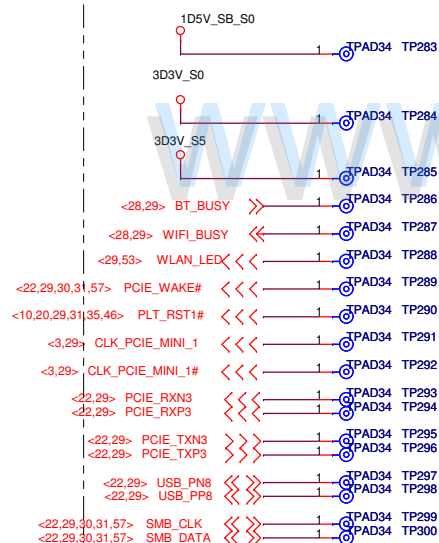 1D5V_SB_S0
1 TPAD34 TP283
3D3V_S0
1 TPAD34 TP284
3D3V_S5
1 TPAD34 TP285
<28,29> BT_BUSY 1 TPAD34 TP286
<28,29> WIFI_BUSY 1 TPAD34 TP287
<29,53> WLAN_LED 1 TPAD34 TP288
<22,29,30,31,57> PCIE_WAKE# 1 TPAD34 TP289
<10,20,29,31,35,46> PLT_RST1# 1 TPAD34 TP290
<3,29> CLK_PCIE_MINI_1 1 TPAD34 TP291
<3,29> CLK_PCIE_MINI_1# 1 TPAD34 TP292
<22,29> PCIE_RXN3 1 TPAD34 TP293
<22,29> PCIE_RXP3 1 TPAD34 TP294
<22,29> PCIE_TXN3 1 TPAD34 TP295
<22,29> PCIE_TXP3 1 TPAD34 TP296
<22,29> USB_PN8 1 TPAD34 TP297
<22,29> USB_PP8 1 TPAD34 TP298
<22,29,30,31,57> SMB_CLK 1 TPAD34 TP299
<22,29,30,31,57> SMB_DATA 1 TPAD34 TP300
WWW